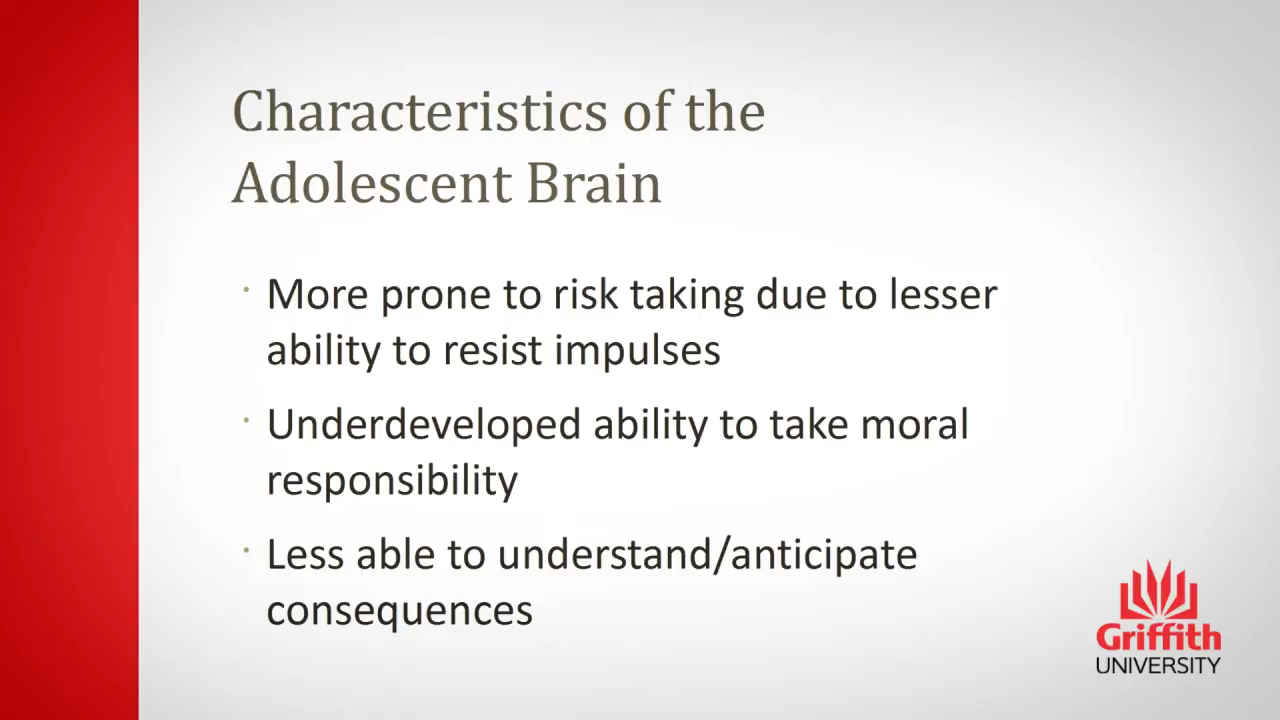 Characteristics of the
Adolescent Brain
· More prone to risk taking due to lesser
ability to resist impulses
· Underdeveloped ability to take moral
responsibility
· Less able to understand/anticipate
consequences
Griffith
UNIVERSITY